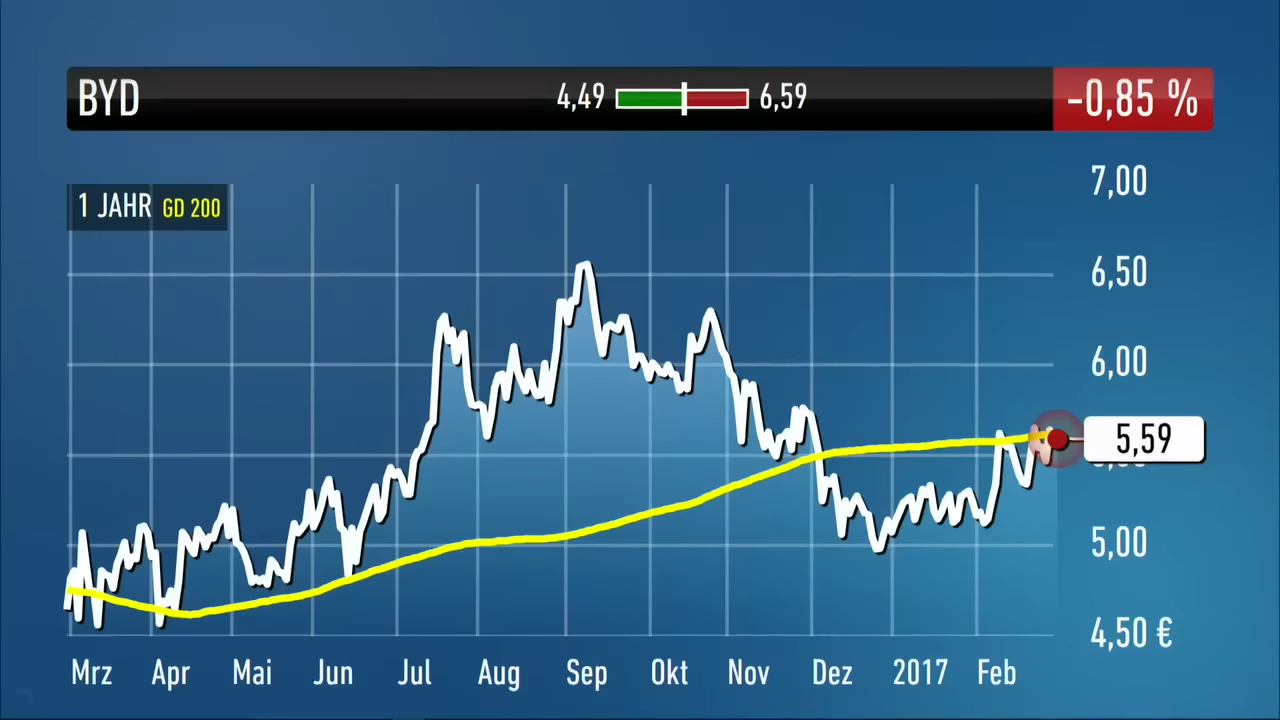 BYD 4,49 6,59 -0,85 %
1 JAHR GD 200
7,00
6,50
6,00
5,59
5,00
4,50 €
Mrz Apr Mai Jun Jul Aug Sep Okt Nov Dez 2017 Feb